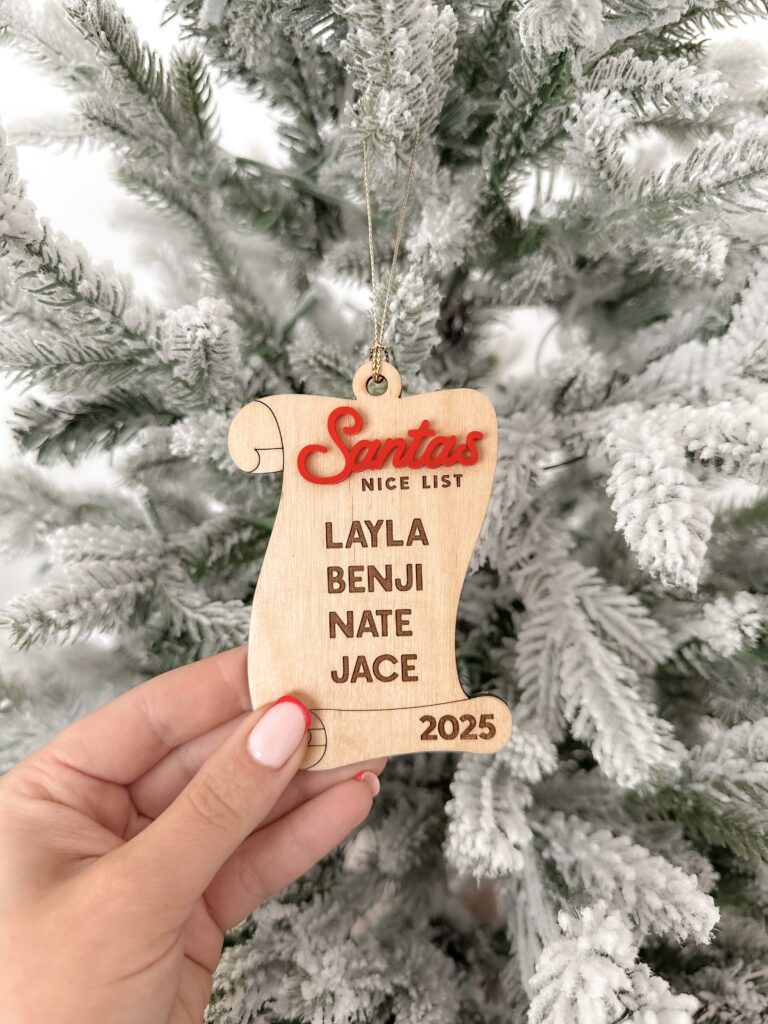 Santas
NICE LIST
LAYLA
BENJI
NATE
JACE
2025